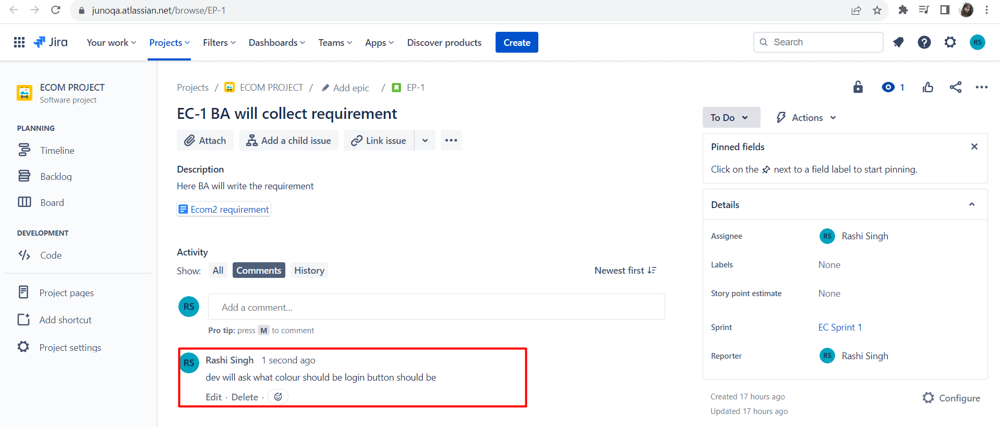 junoqa.atlassian.net/browse/EP-1
Jira Your work Projects Filters Dashboards Teams Apps Discover products Create Search RS
ECOM PROJECT
Software project
PLANNING
Timeline
Backlog
Board
DEVELOPMENT
Code
Project pages
Add shortcut
Project settings
Projects / ECOM PROJECT / Add epic / EP-1
EC-1 BA will collect requirement
Attach Add a child issue Link issue
Description
Here BA will write the requirement
Ecom2 requirement
Activity
Show: All Comments History Newest first
RS Add a comment...
Pro tip: press M to comment
RS Rashi Singh 1 second ago
dev will ask what colour should be login button should be
Edit · Delete ·
1
To Do Actions
Pinned fields
Click on the next to a field label to start pinning.
Details
Assignee RS Rashi Singh
Labels None
Story point estimate None
Sprint EC Sprint 1
Reporter RS Rashi Singh
Created 17 hours ago
Updated 17 hours ago
Configure